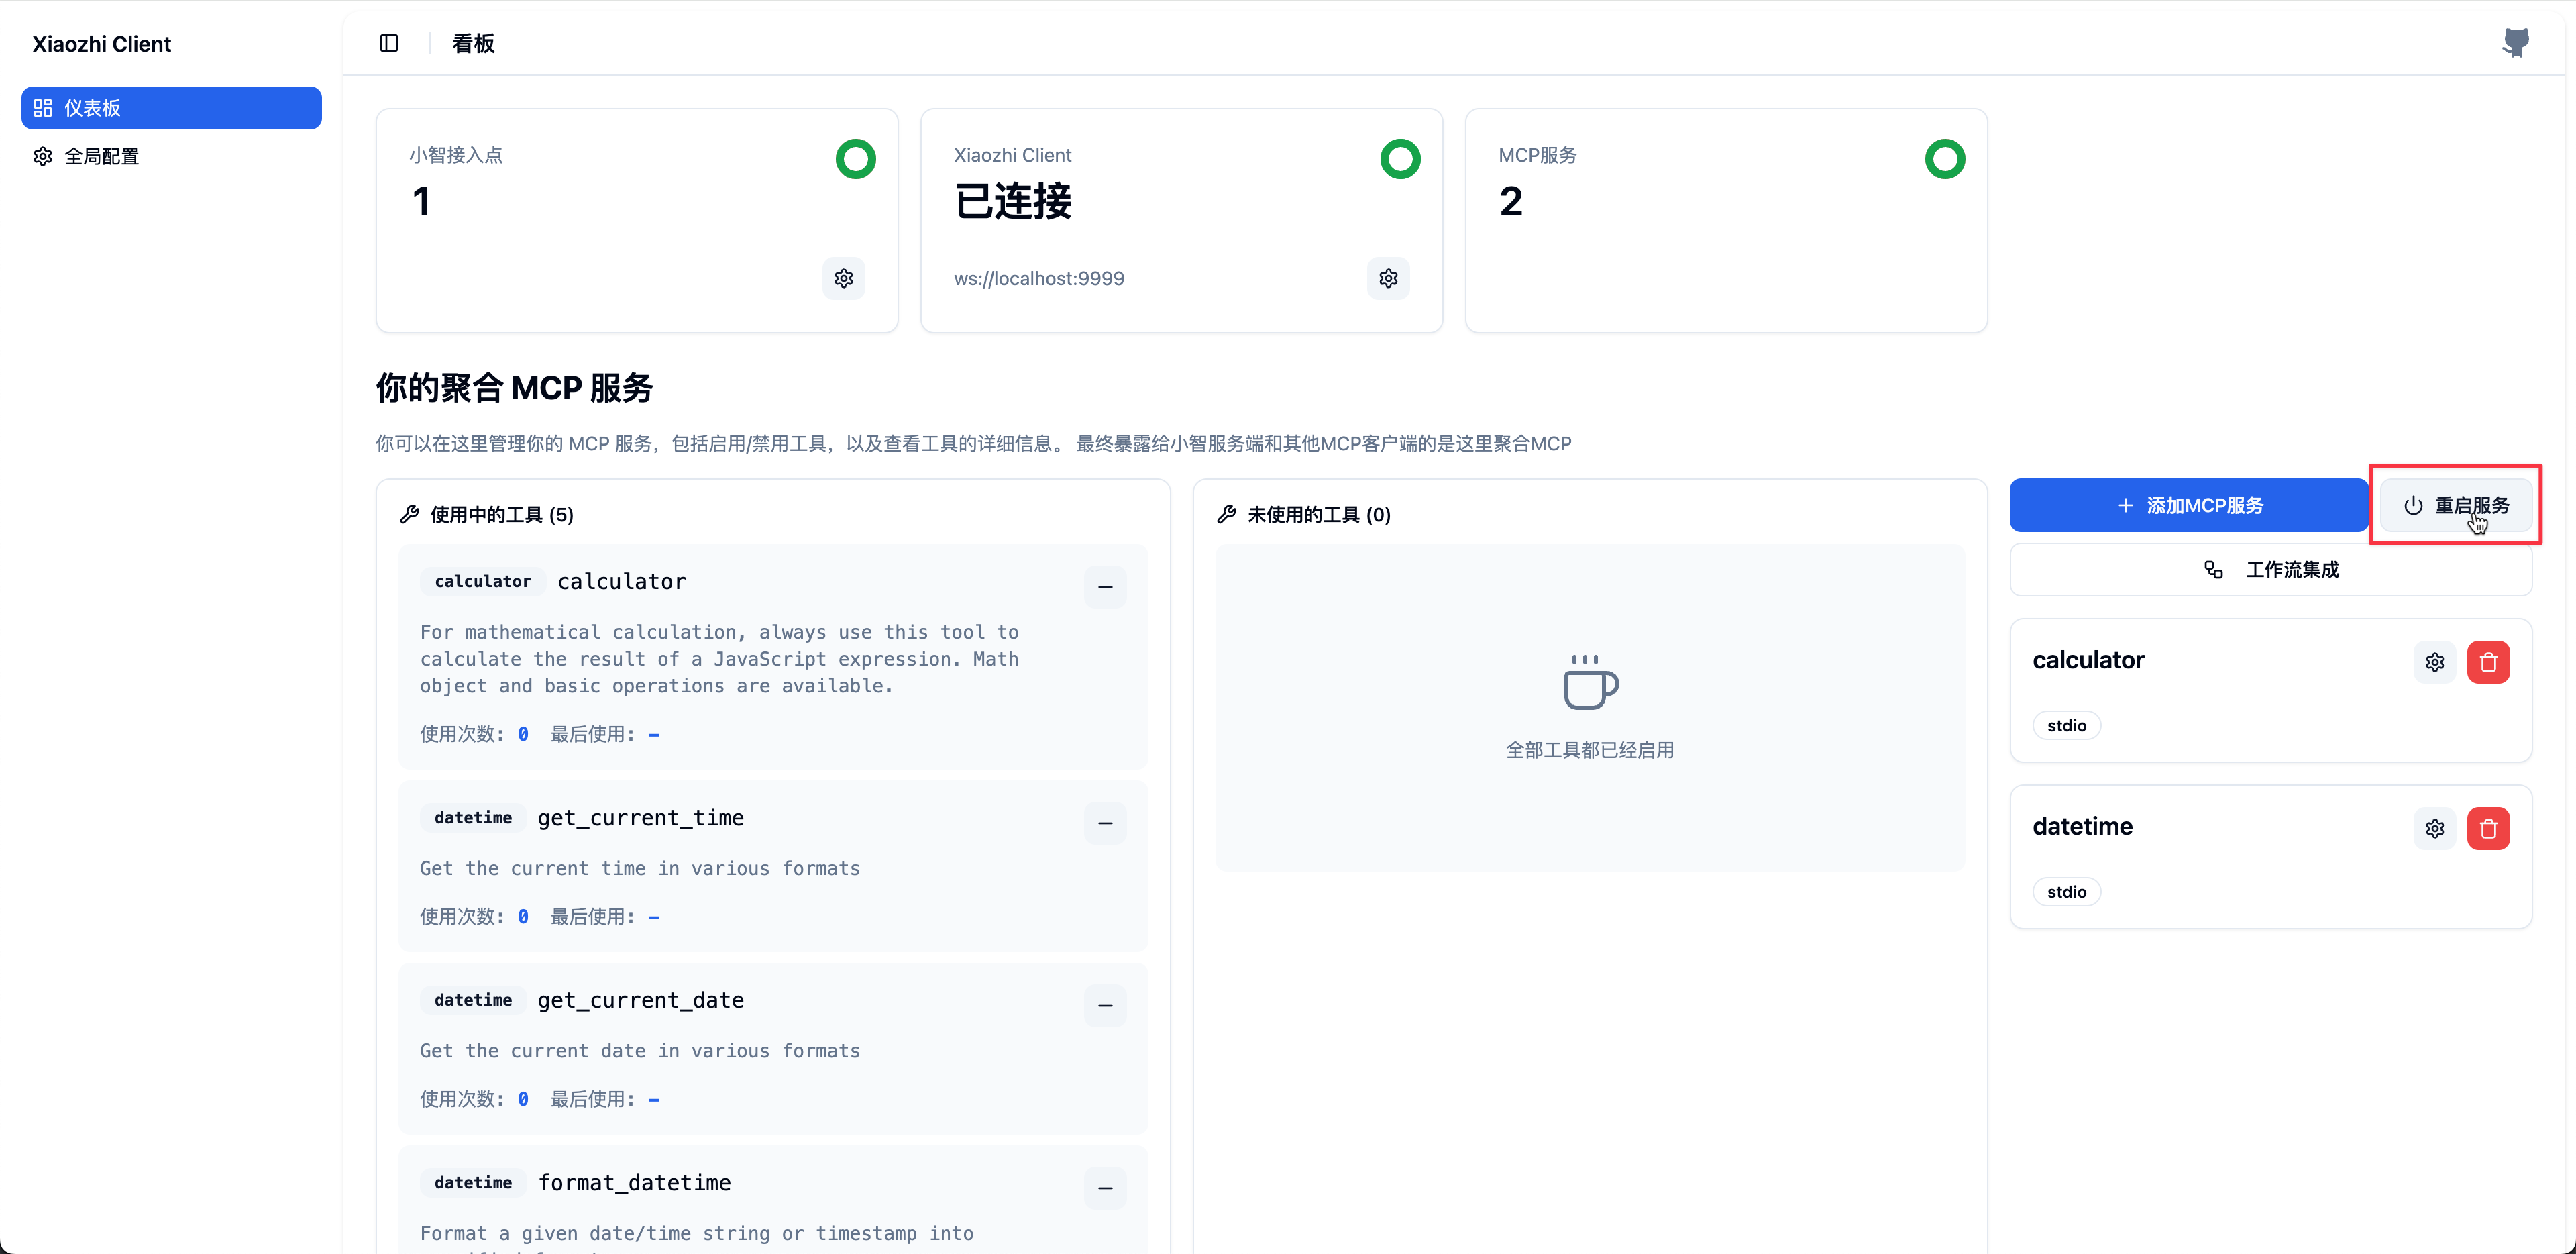 Xiaozhi Client
仪表板
全局配置
看板
小智接入点
1
Xiaozhi Client
已连接
ws://localhost:9999
MCP服务
2
你的聚合 MCP 服务
你可以在这里管理你的 MCP 服务，包括启用/禁用工具，以及查看工具的详细信息。 最终暴露给小智服务端和其他MCP客户端的是这里聚合MCP
使用中的工具 (5)
calculator calculator
For mathematical calculation, always use this tool to
calculate the result of a JavaScript expression. Math
object and basic operations are available.
使用次数: 0 最后使用: -
datetime get_current_time
Get the current time in various formats
使用次数: 0 最后使用: -
datetime get_current_date
Get the current date in various formats
使用次数: 0 最后使用: -
datetime format_datetime
Format a given date/time string or timestamp into
未使用的工具 (0)
全部工具都已经启用
添加MCP服务
重启服务
工作流集成
calculator
stdio
datetime
stdio